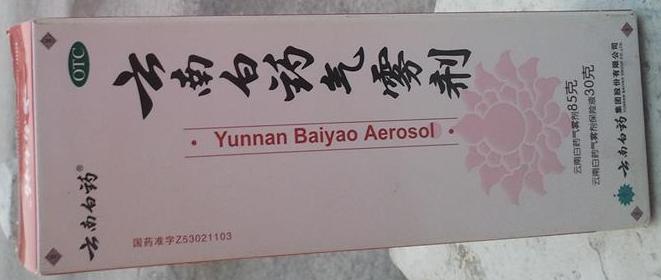 OTC
云南白药气雾剂
Yunnan Baiyao Aerosol
云南白药®
国药准字Z53021103
云南白药气雾剂85克
云南白药气雾剂保险液30克
云南白药集团股份有限公司